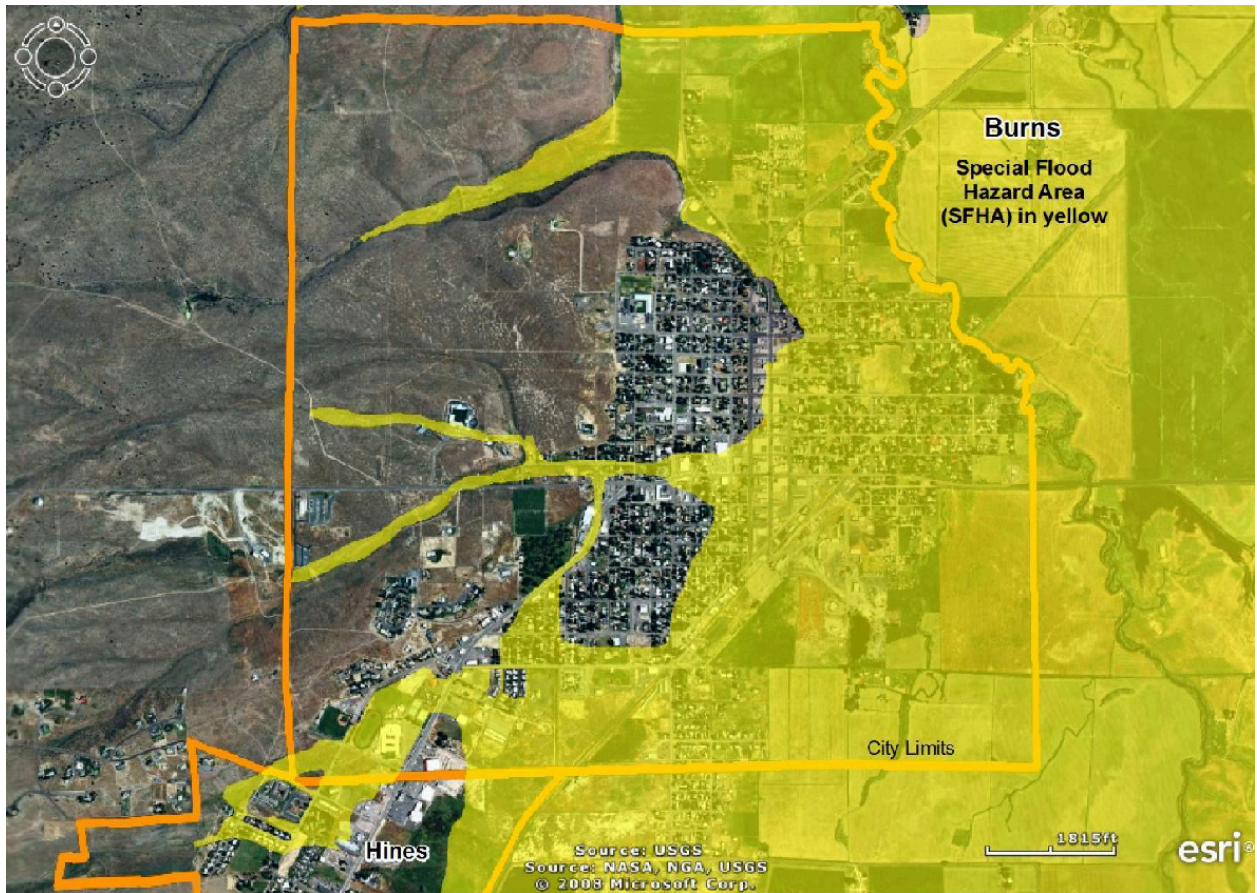 Burns
Special Flood
Hazard Area
(SFHA) in yellow
City Limits
Hines
1815ft
Source: USGS
Source: NASA, NGA, USGS
© 2008 Microsoft Corp.
esri®